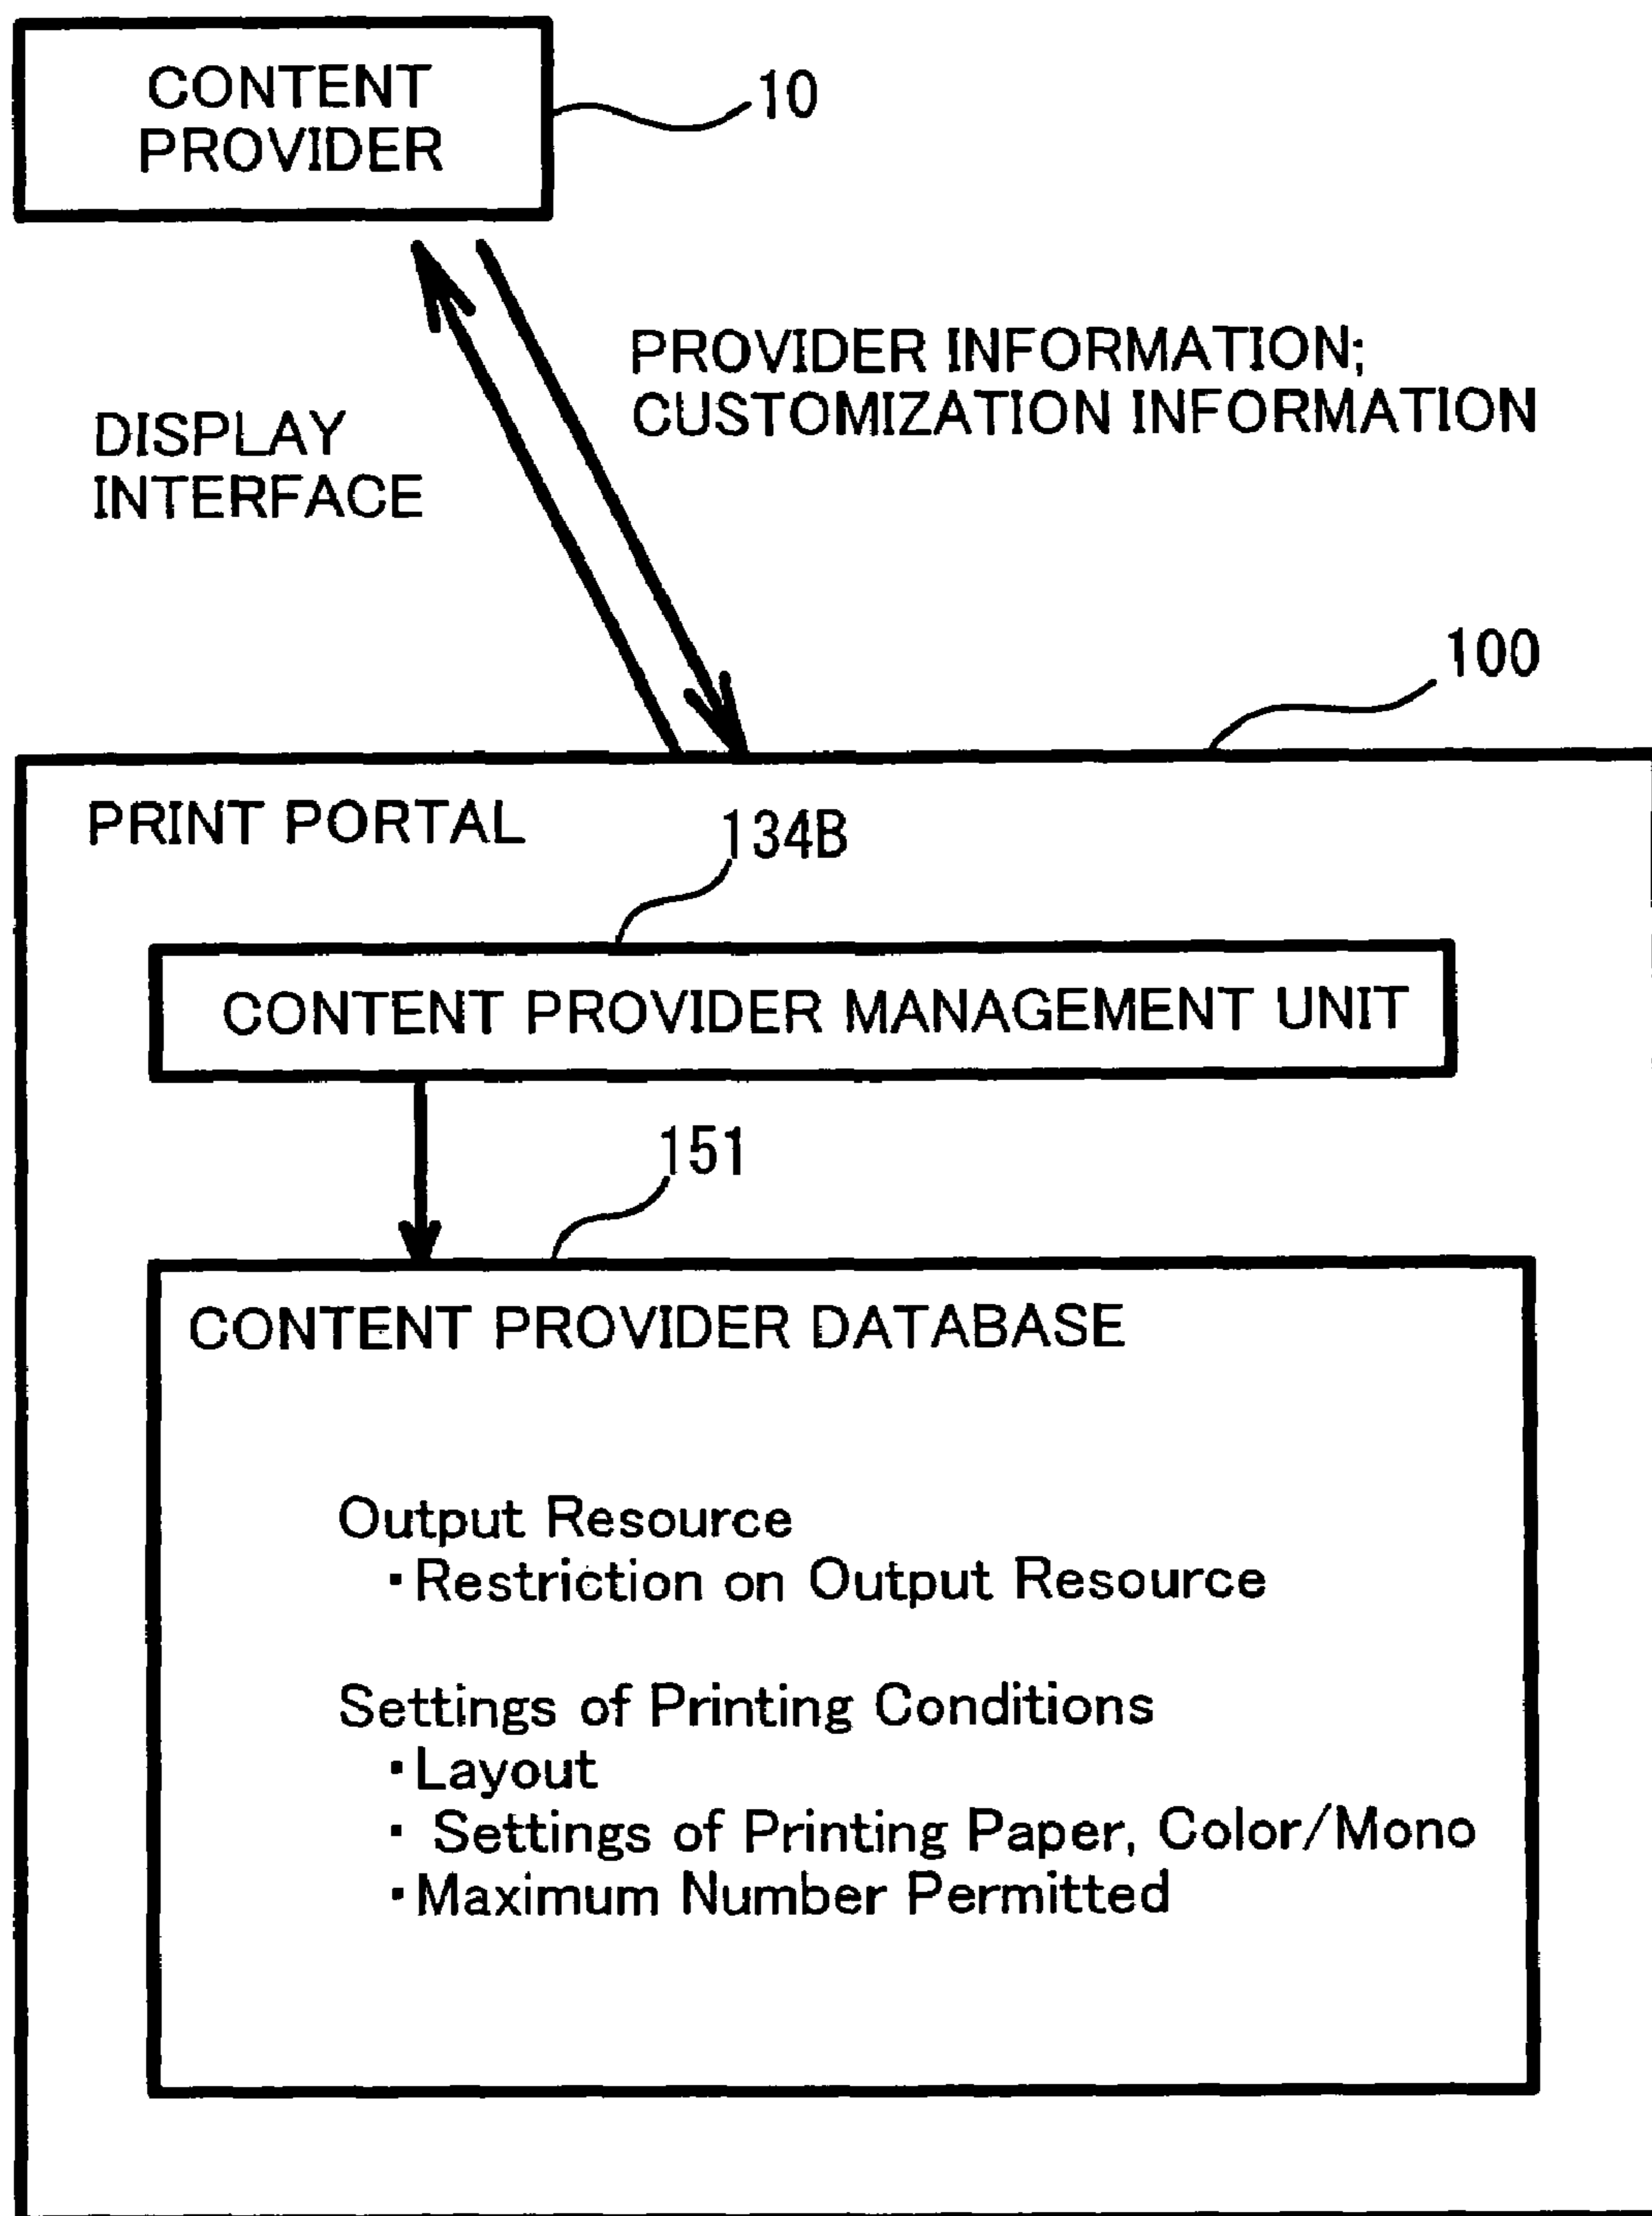 CONTENT
PROVIDER
10
PROVIDER INFORMATION;
CUSTOMIZATION INFORMATION
DISPLAY
INTERFACE
100
PRINT PORTAL
134B
CONTENT PROVIDER MANAGEMENT UNIT
151
CONTENT PROVIDER DATABASE
Output Resource
・Restriction on Output Resource
Settings of Printing Conditions
・Layout
・ Settings of Printing Paper, Color/Mono
・Maximum Number Permitted